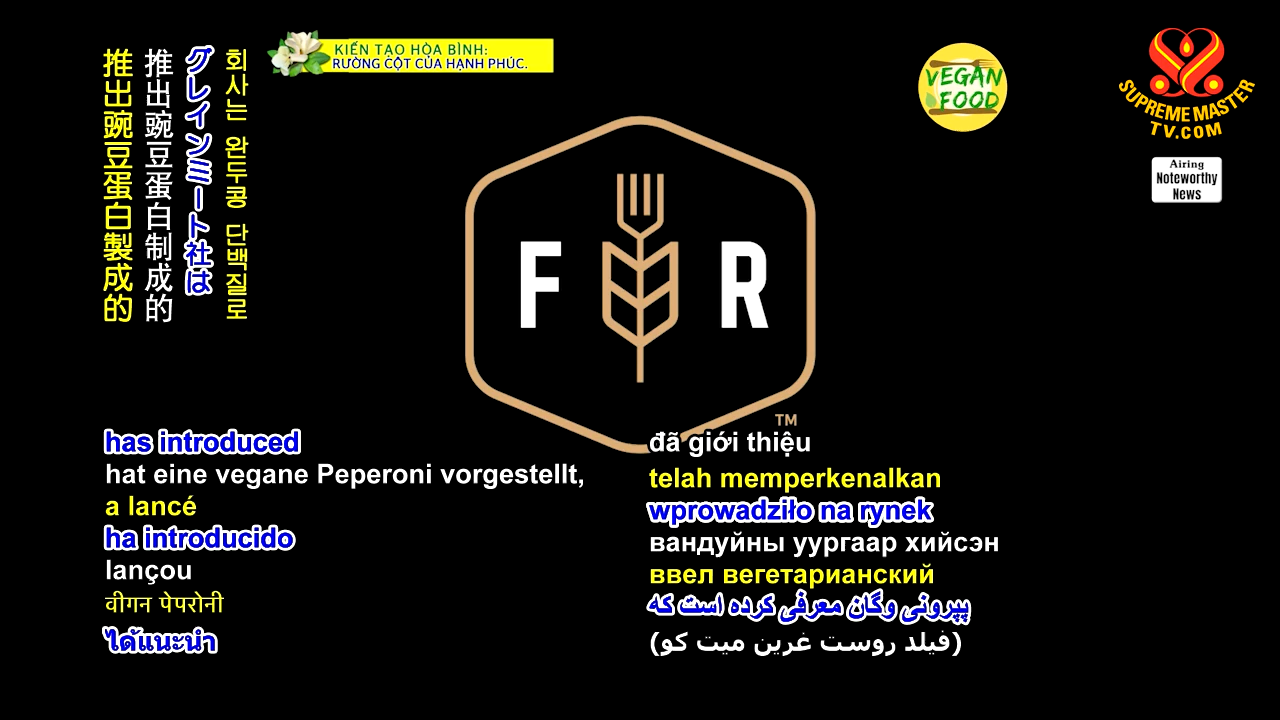 推出豌豆蛋白製成的
推出豌豆蛋白制成的
グレインミート社は
회사는 완두콩 단백질로
KIẾN TẠO HÒA BÌNH:
RƯỜNG CỘT CỦA HẠNH PHÚC.
VEGAN
FOOD
SUPREME MASTER
TV.COM
Airing
Noteworthy
News
F R
TM
has introduced
hat eine vegane Peperoni vorgestellt,
a lancé
ha introducido
lançou
वीगन पेपरोनी
ได้แนะนำ
đã giới thiệu
telah memperkenalkan
wprowadziło na rynek
вандуйны уургаар хийсэн
ввел вегетарианский
پپرونی وگان معرفی کرده است که
(فيلد روست غرين ميت كو)